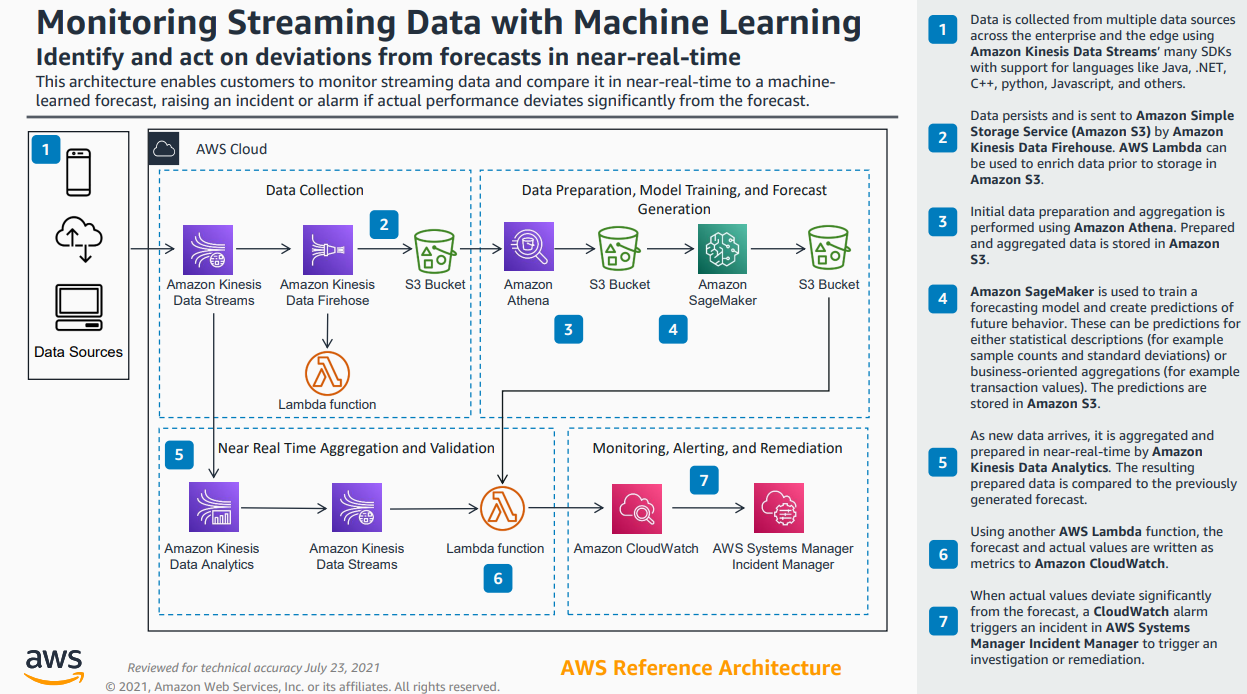 Monitoring Streaming Data with Machine Learning
Identify and act on deviations from forecasts in near-real-time
This architecture enables customers to monitor streaming data and compare it in near-real-time to a machine-
learned forecast, raising an incident or alarm if actual performance deviates significantly from the forecast.
1
Data Sources
AWS Cloud
Data Collection
2
Amazon Kinesis
Data Streams
Amazon Kinesis
Data Firehose
S3 Bucket
Lambda function
Data Preparation, Model Training, and Forecast
Generation
Amazon
Athena
S3 Bucket
Amazon
SageMaker
S3 Bucket
3
4
5
Near Real Time Aggregation and Validation
Amazon Kinesis
Data Analytics
Amazon Kinesis
Data Streams
Lambda function
6
Monitoring, Alerting, and Remediation
7
Amazon CloudWatch
AWS Systems Manager
Incident Manager
aws
Reviewed for technical accuracy July 23, 2021
© 2021, Amazon Web Services, Inc. or its affiliates. All rights reserved.
AWS Reference Architecture
1
Data is collected from multiple data sources
across the enterprise and the edge using
Amazon Kinesis Data Streams' many SDKs
with support for languages like Java, .NET,
C++, python, Javascript, and others.
2
Data persists and is sent to Amazon Simple
Storage Service (Amazon S3) by Amazon
Kinesis Data Firehouse. AWS Lambda can
be used to enrich data prior to storage in
Amazon S3.
3
Initial data preparation and aggregation is
performed using Amazon Athena. Prepared
and aggregated data is stored in Amazon
S3.
4
Amazon SageMaker is used to train a
forecasting model and create predictions of
future behavior. These can be predictions for
either statistical descriptions (for example
sample counts and standard deviations) or
business-oriented aggregations (for example
transaction values). The predictions are
stored in Amazon S3.
5
As new data arrives, it is aggregated and
prepared in near-real-time by Amazon
Kinesis Data Analytics. The resulting
prepared data is compared to the previously
generated forecast.
6
Using another AWS Lambda function, the
forecast and actual values are written as
metrics to Amazon CloudWatch.
7
When actual values deviate significantly
from the forecast, a CloudWatch alarm
triggers an incident in AWS Systems
Manager Incident Manager to trigger an
investigation or remediation.